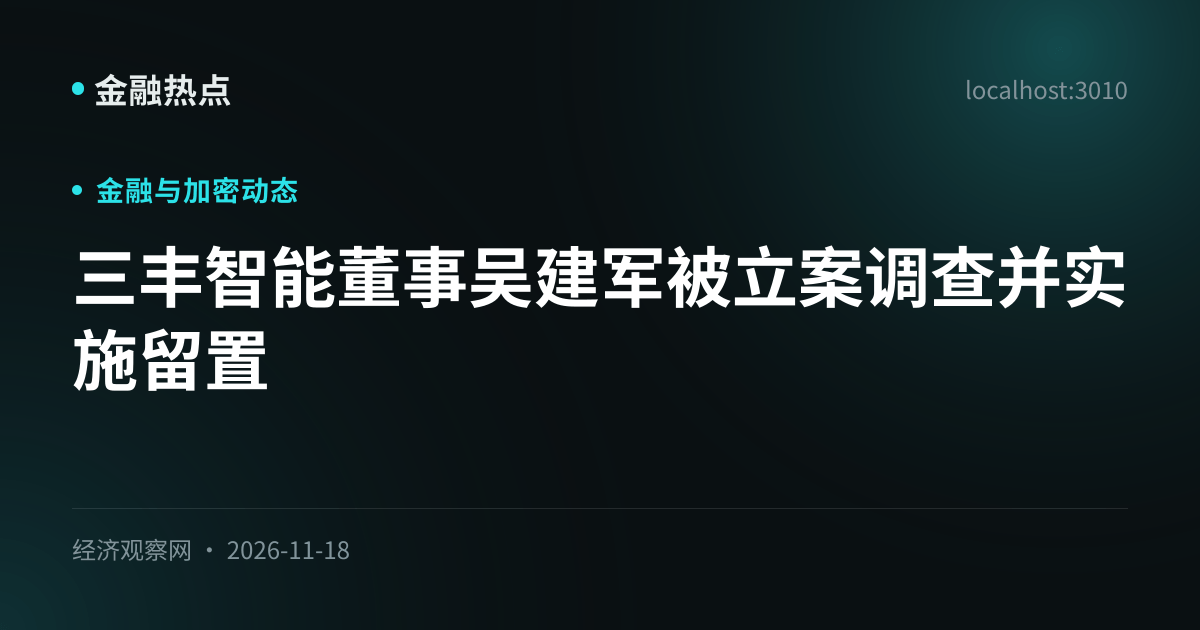 金融热点
localhost:3010
金融与加密动态
三丰智能董事吴建军被立案调查并实
施留置
经济观察网 • 2026-11-18